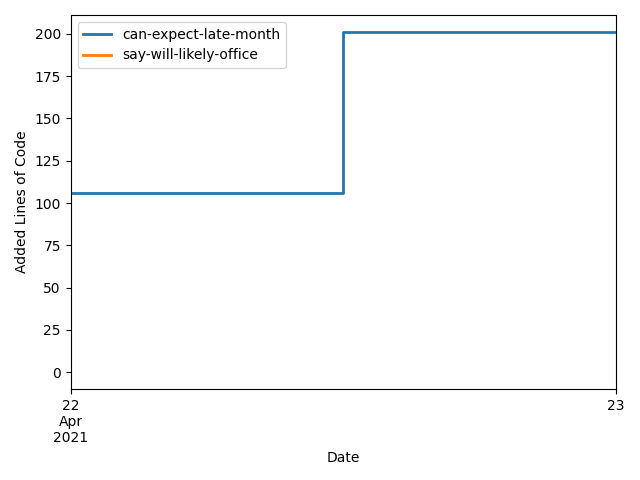 can-expect-late-month
say-will-likely-office
200
175
150
125
100
75
50
25
0
Added Lines of Code
22
Apr
2021
23
Date